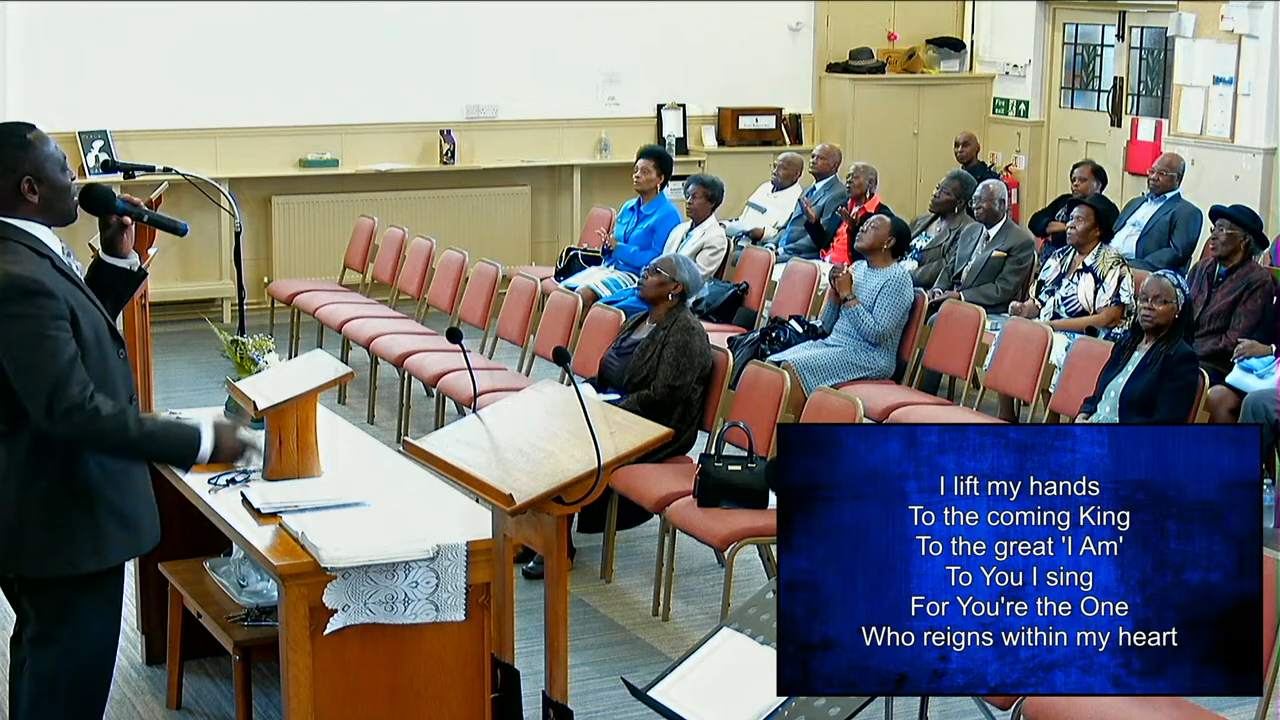 I lift my hands
To the coming King
To the great 'I Am'
To You I sing
For You're the One
Who reigns within my heart